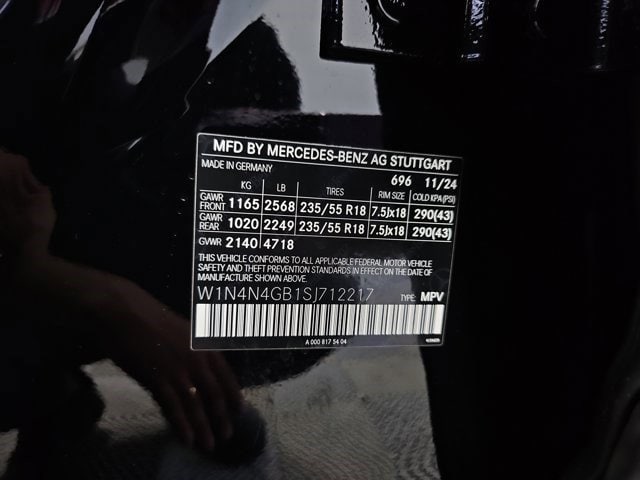 MFD BY MERCEDES-BENZ AG STUTTGART
MADE IN GERMANY 696 11/24
KG LB TIRES RIM SIZE COLD KPA(PSI)
GAWR FRONT 1165 2568 235/55 R18 7.5Jx18 290(43)
GAWR REAR 1020 2249 235/55 R18 7.5Jx18 290(43)
GVWR 2140 4718
THIS VEHICLE CONFORMS TO ALL APPLICABLE FEDERAL MOTOR VEHICLE
SAFETY AND THEFT PREVENTION STANDARDS IN EFFECT ON THE DATE OF
MANUFACTURE SHOWN ABOVE.
W1N4N4GB1SJ712217 TYPE: MPV
A 000 817 54 04